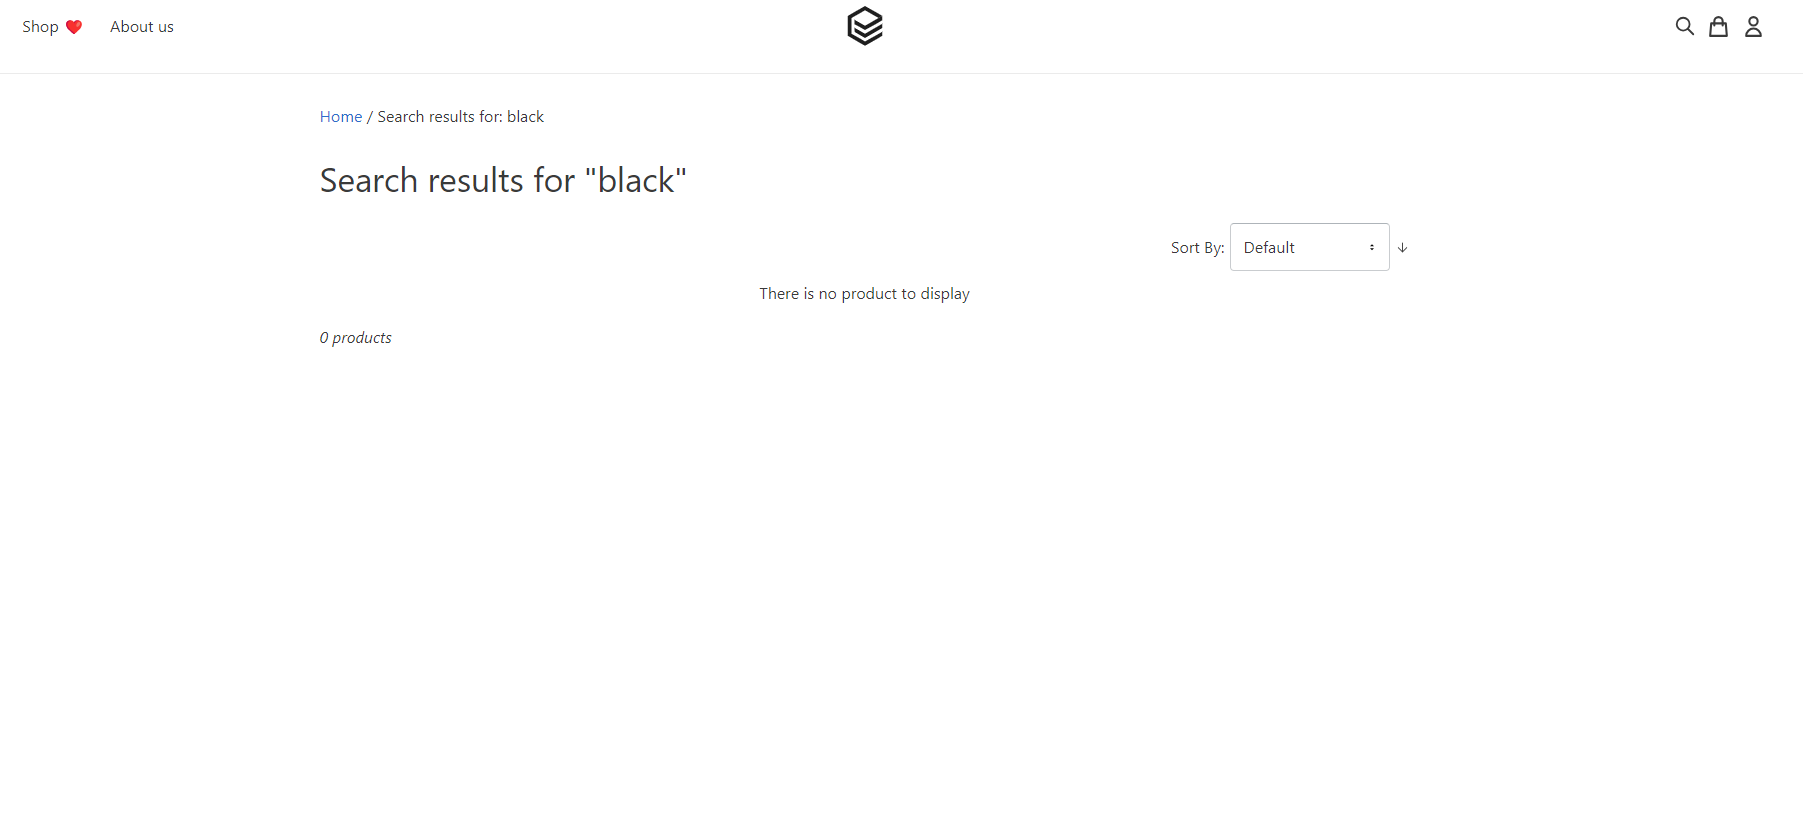 Shop ❤️ About us
Home / Search results for: black
Search results for "black"
Sort By: Default
There is no product to display
0 products